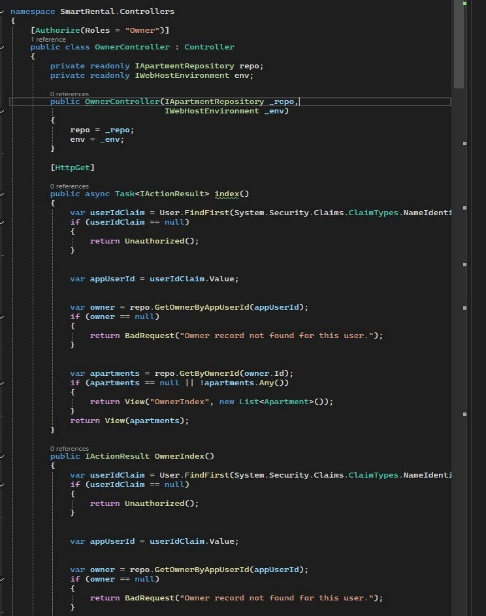 namespace SmartRental.Controllers
{
[Authorize(Roles = "Owner")]
1 reference
public class OwnerController : Controller
{
private readonly IApartmentRepository repo;
private readonly IWebHostEnvironment env;
0 references
public OwnerController(IApartmentRepository _repo,
IWebHostEnvironment _env)
{
repo = _repo;
env = _env;
}
[HttpGet]
0 references
public async Task<IActionResult> index()
{
var userIdClaim = User.FindFirst(System.Security.Claims.ClaimTypes.NameIdenti
if (userIdClaim == null)
{
return Unauthorized();
}
var appUserId = userIdClaim.Value;
var owner = repo.GetOwnerByAppUserId(appUserId);
if (owner == null)
{
return BadRequest("Owner record not found for this user.");
}
var apartments = repo.GetByOwnerId(owner.Id);
if (apartments == null || !apartments.Any())
{
return View("OwnerIndex", new List<Apartment>());
}
return View(apartments);
}
0 references
public IActionResult OwnerIndex()
{
var userIdClaim = User.FindFirst(System.Security.Claims.ClaimTypes.NameIdenti
if (userIdClaim == null)
{
return Unauthorized();
}
var appUserId = userIdClaim.Value;
var owner = repo.GetOwnerByAppUserId(appUserId);
if (owner == null)
{
return BadRequest("Owner record not found for this user.");
}